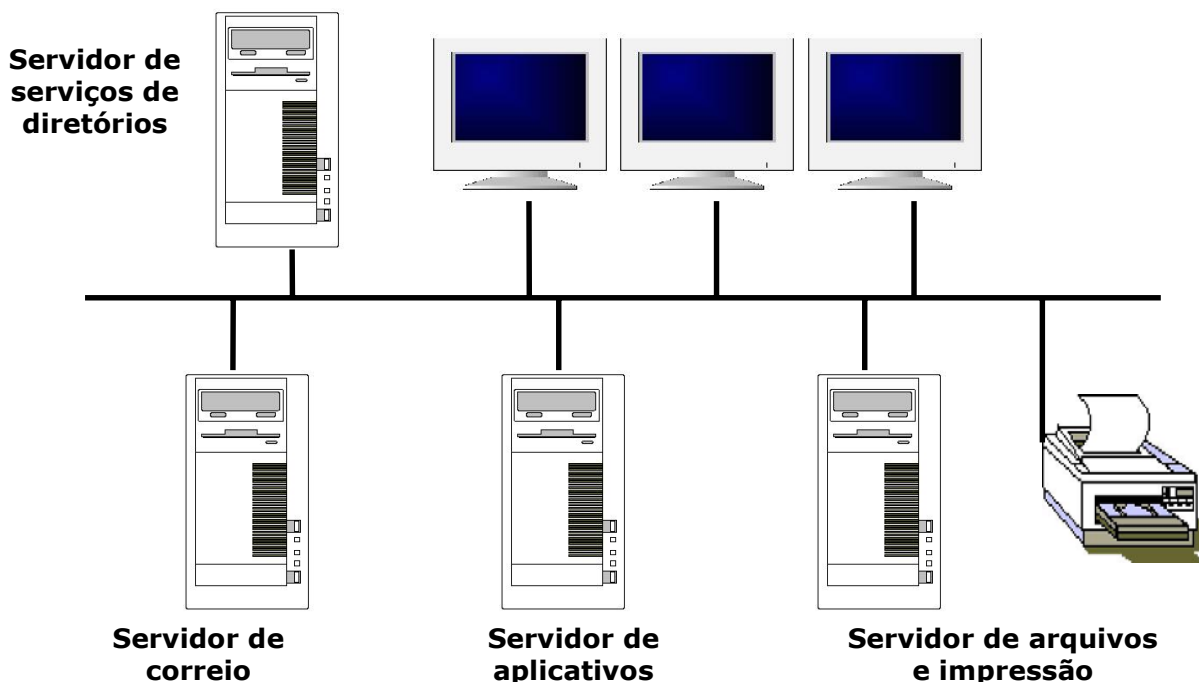 Servidor de
serviços de
diretórios
Servidor de
correio
Servidor de
aplicativos
Servidor de arquivos
e impressão